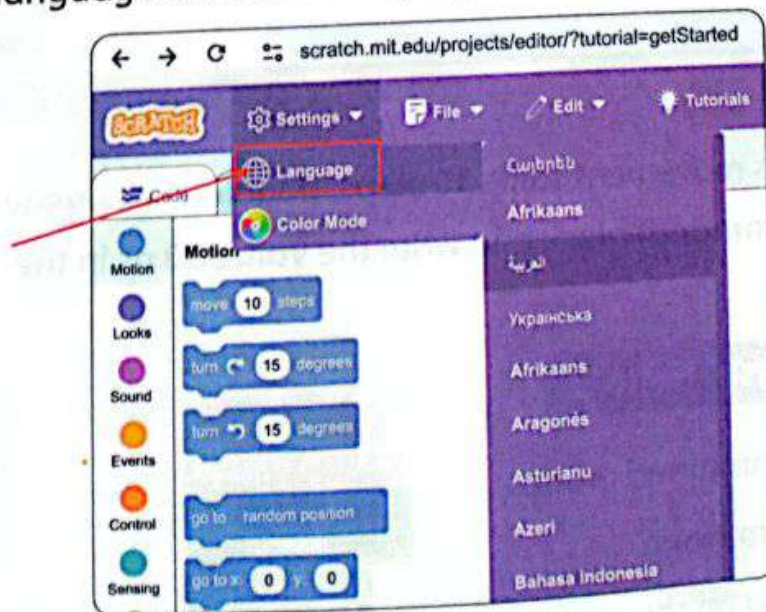 scratch.mit.edu/projects/editor/?tutorial=getStarted
SCRATCH Settings File Edit Tutorials
Language
Color Mode
Code
Հայերեն
Afrikaans
العربية
Українська
Afrikaans
Aragonés
Asturianu
Azeri
Bahasa Indonesia
Motion
Looks
Sound
Events
Control
Sensing
Motion
move 10 steps
turn 15 degrees
turn 15 degrees
go to random position
go to x: 0 y: 0